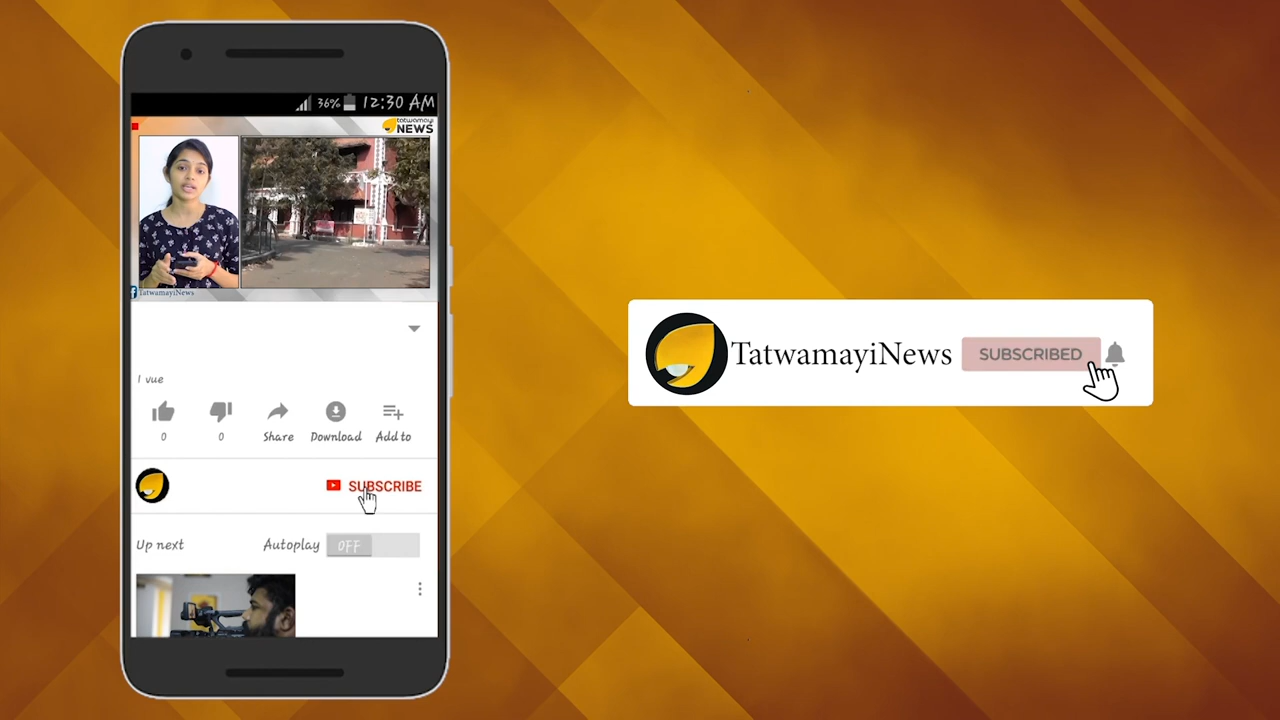 36% 12:30 AM
tatwamayi
NEWS
TatwamayiNews
1 vue
0 0 Share Download Add to
SUBSCRIBE
Up next Autoplay OFF
TatwamayiNews SUBSCRIBED